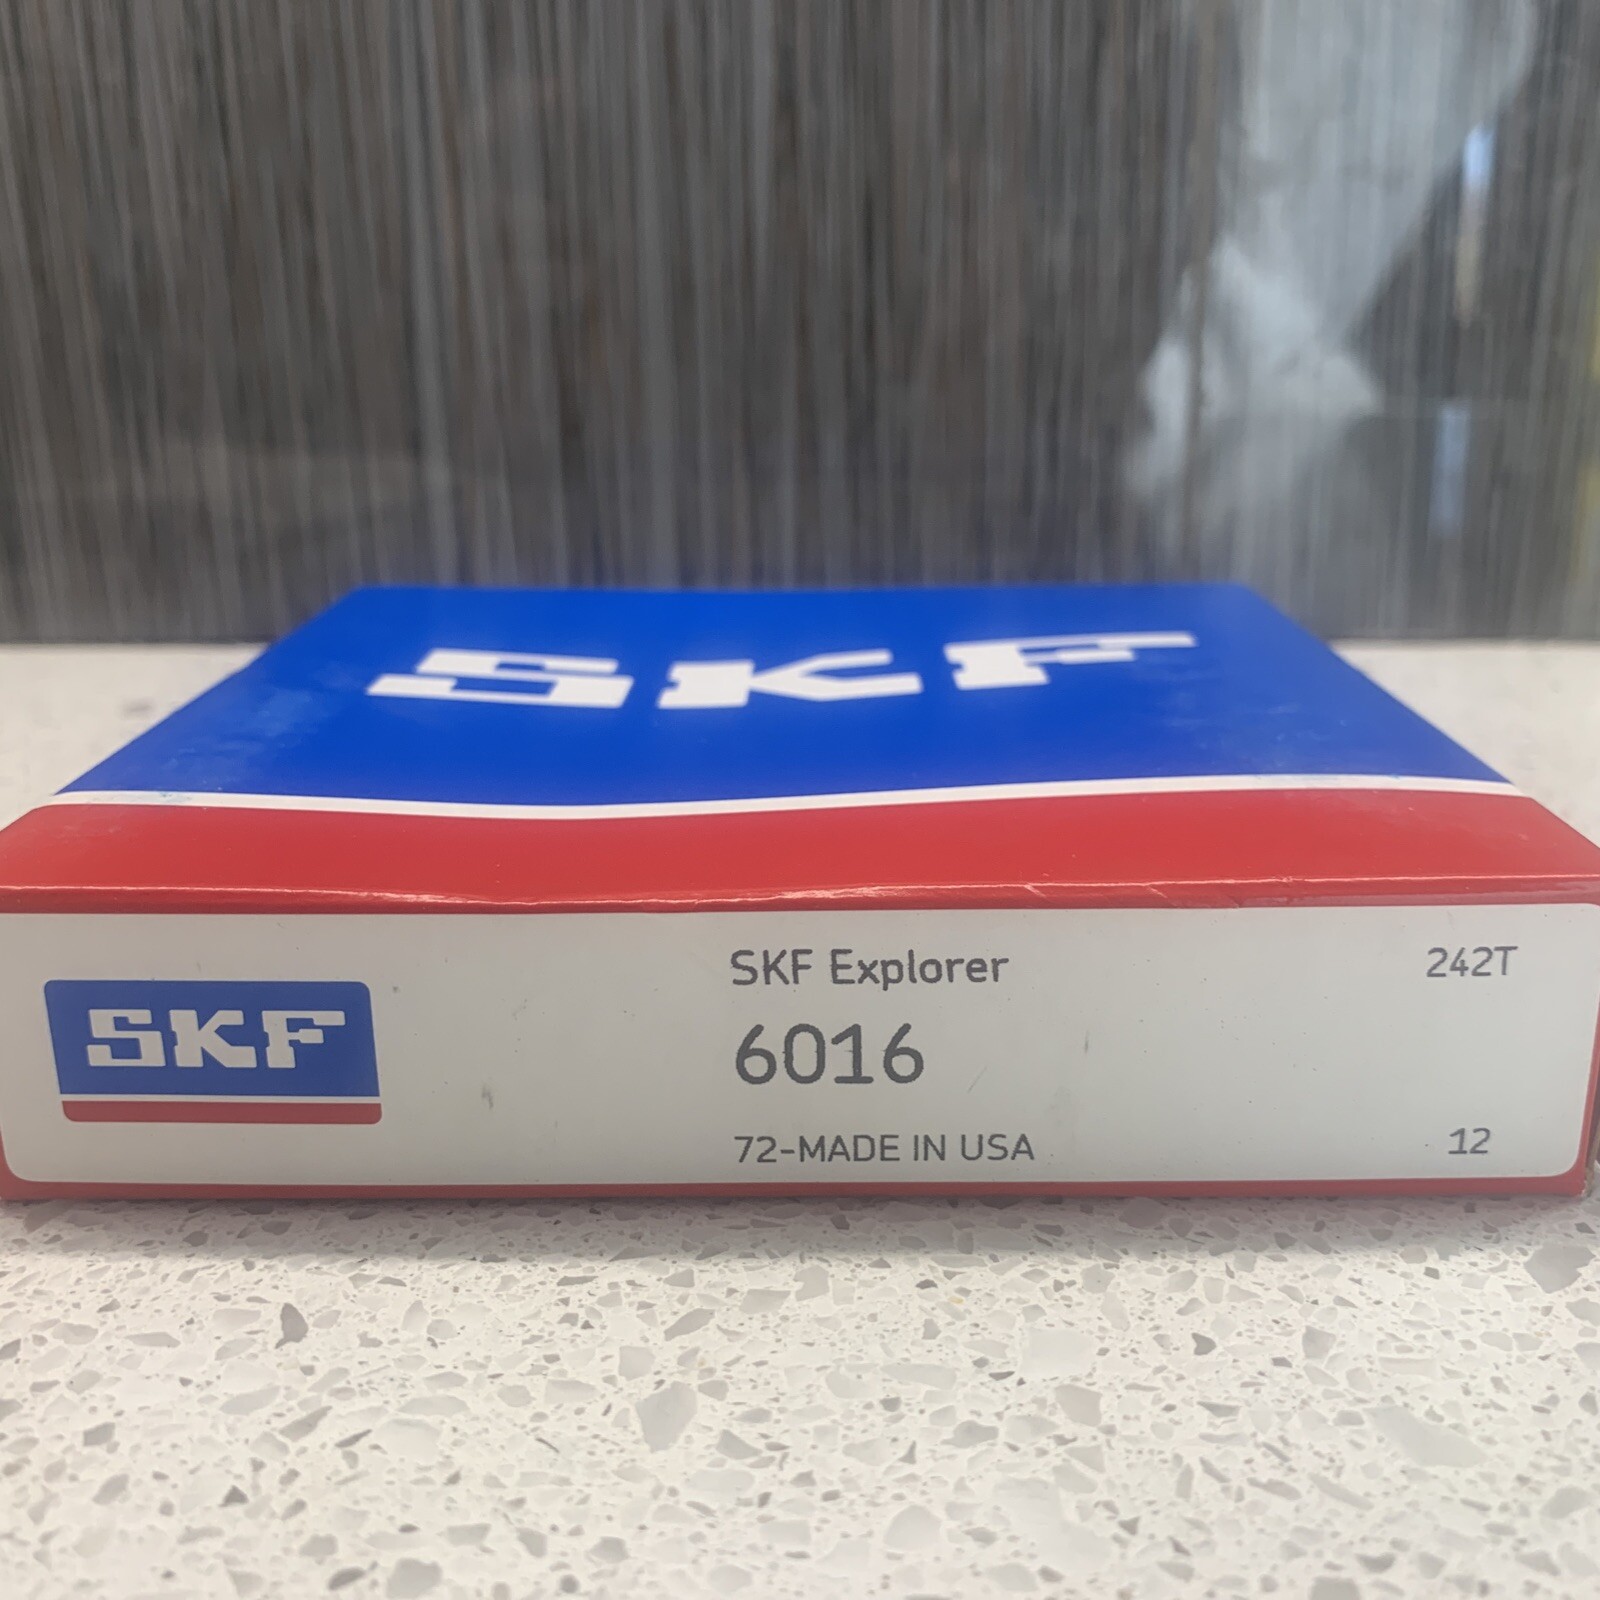 SKF
SKF
SKF Explorer
242T
6016
72-MADE IN USA
12